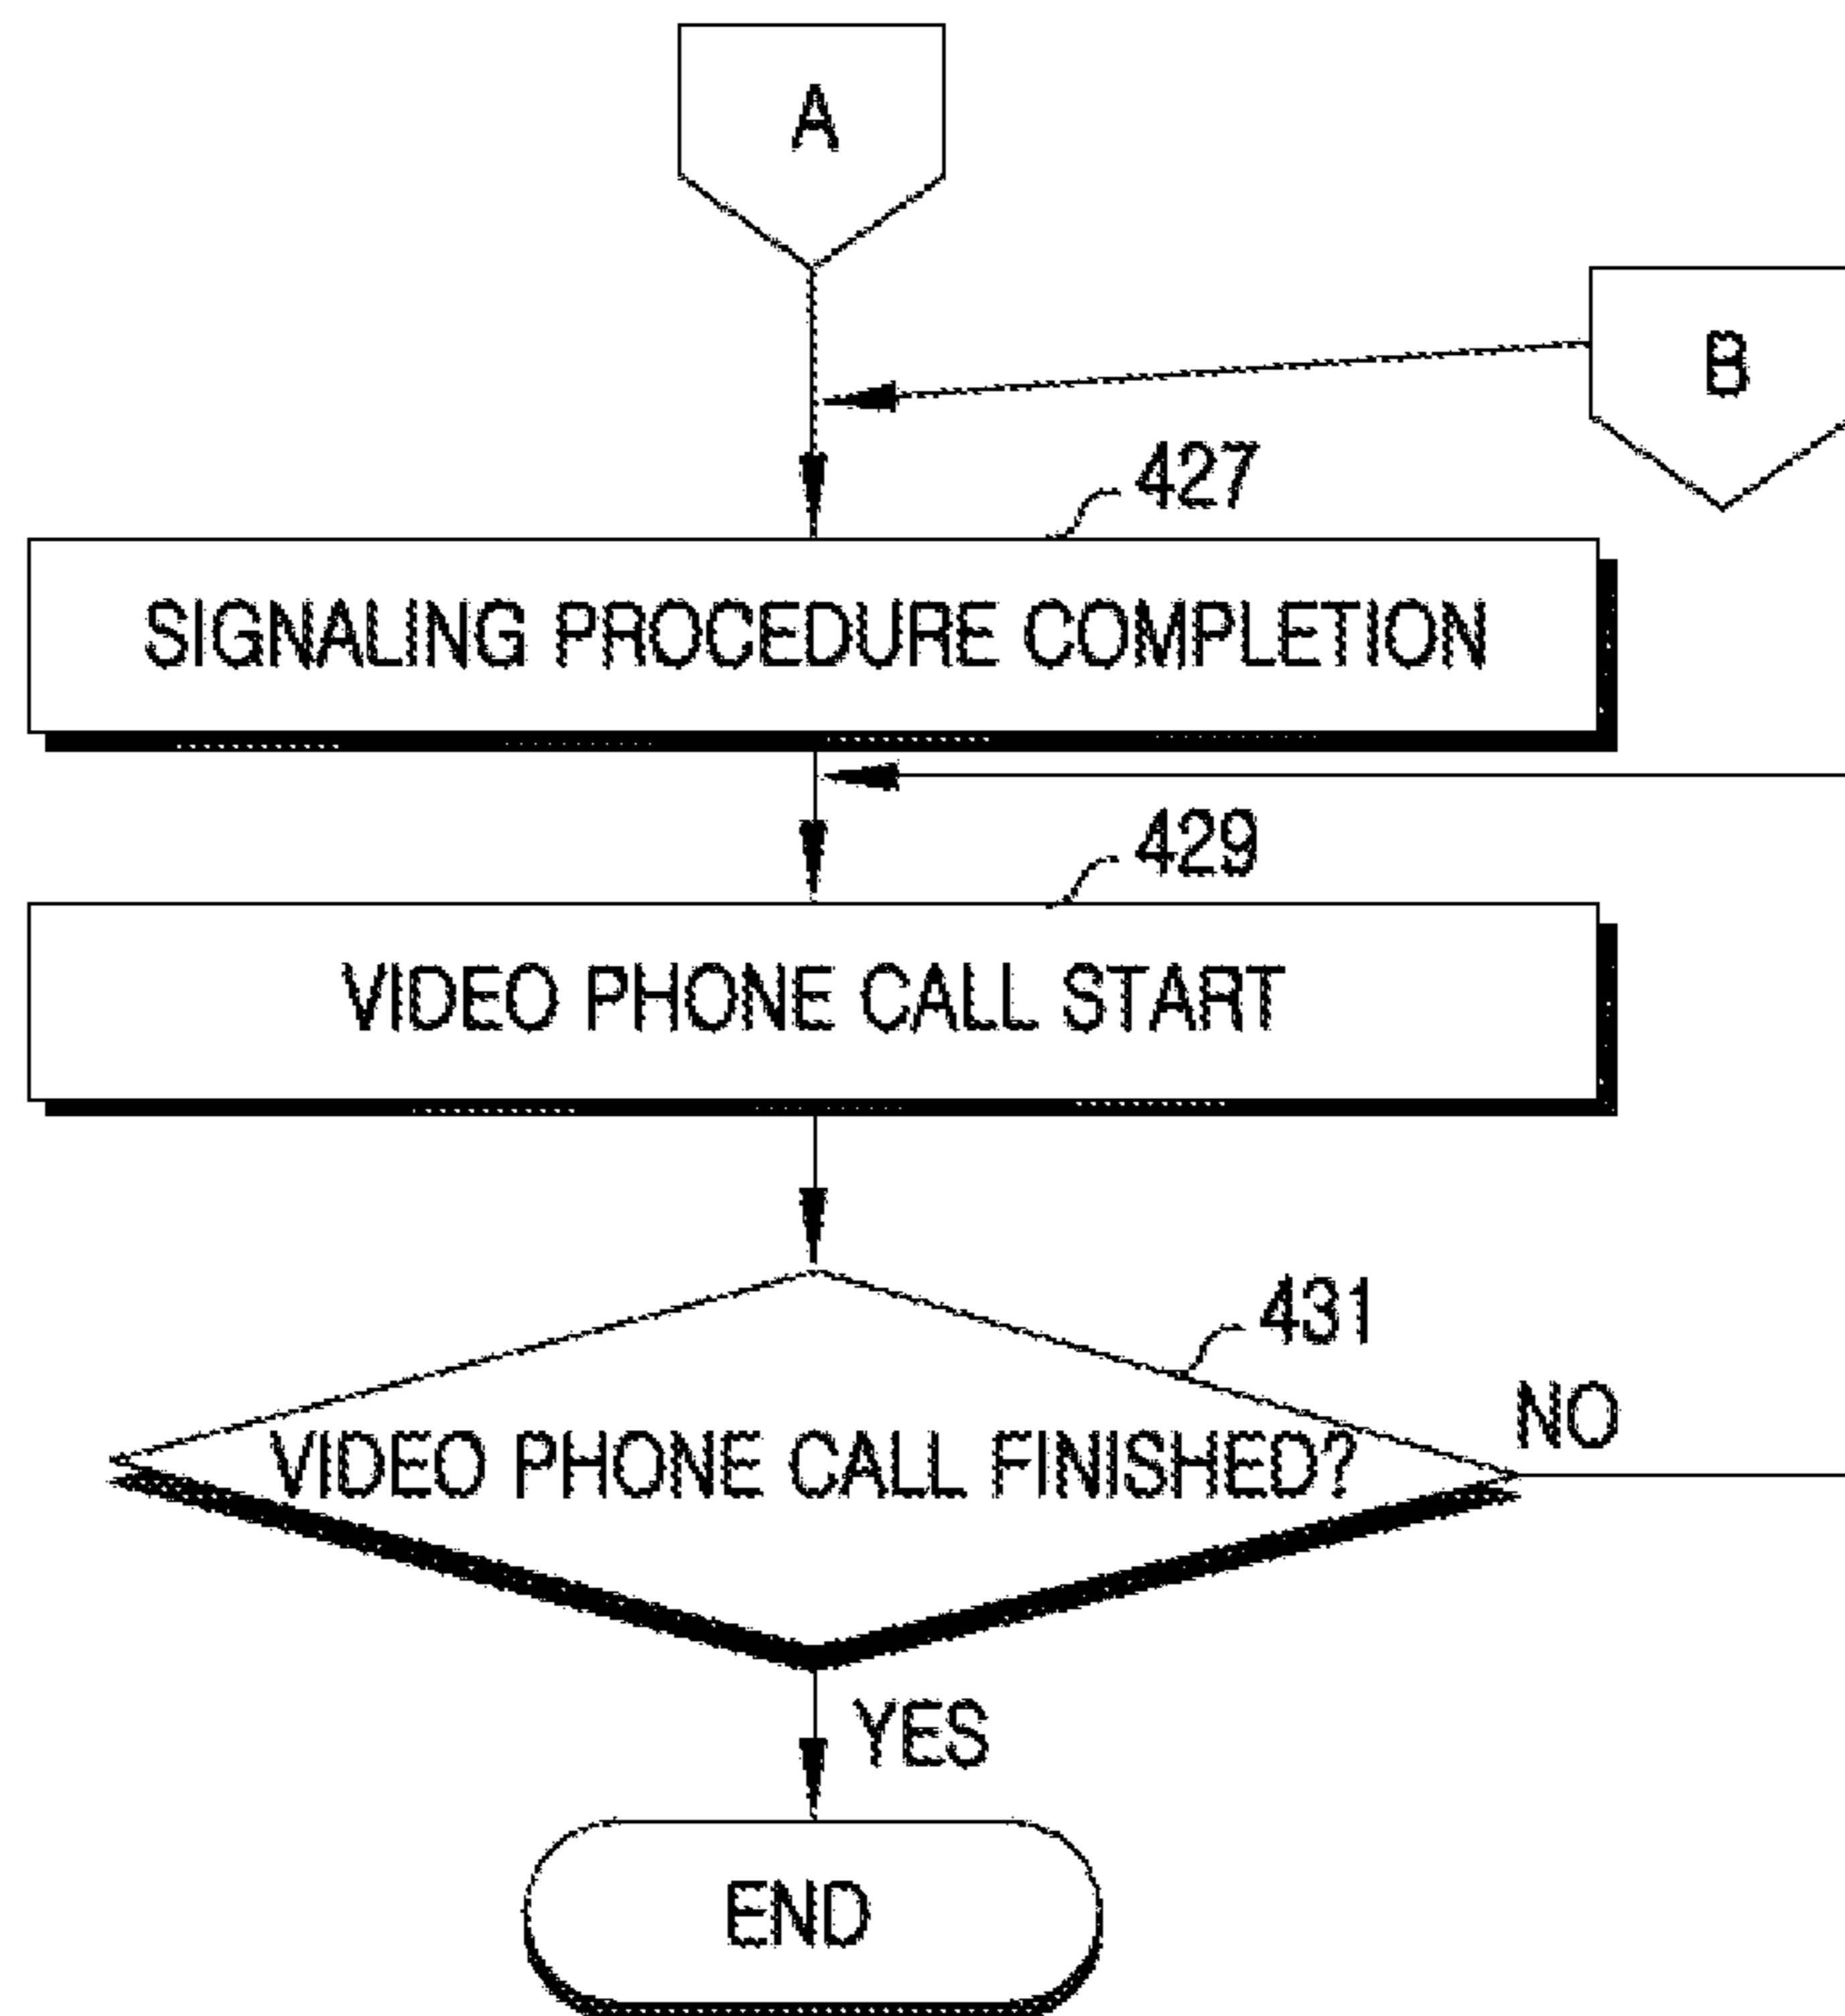 A
B
427
SIGNALING PROCEDURE COMPLETION
429
VIDEO PHONE CALL START
431
NO
VIDEO PHONE CALL FINISHED?
YES
END